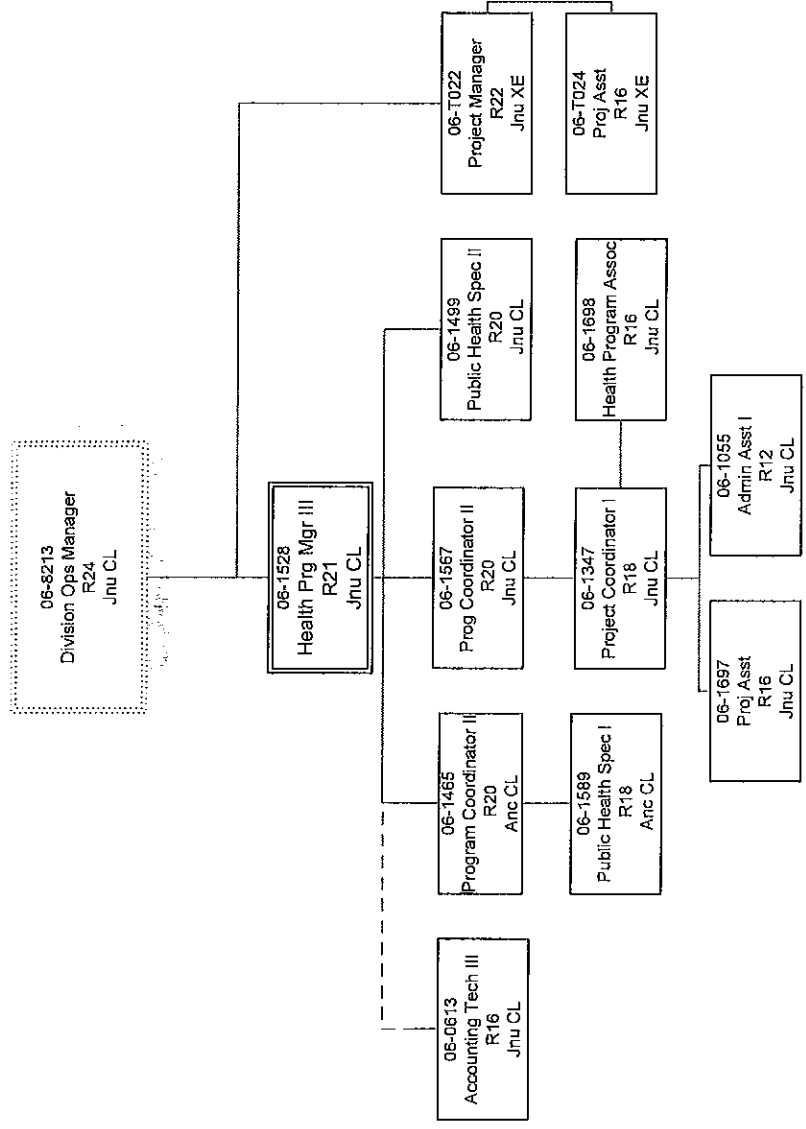 06-8213
Division Ops Manager
R24
Jnu CL
06-1528
Health Prg Mgr III
R21
Jnu CL
06-0613
Accounting Tech III
R16
Jnu CL
06-1465
Program Coordinator II
R20
Anc CL
06-1567
Prog Coordinator II
R20
Jnu CL
06-1499
Public Health Spec II
R20
Jnu CL
06-T022
Project Manager
R22
Jnu XE
06-1589
Public Health Spec I
R18
Anc CL
06-1347
Project Coordinator I
R18
Jnu CL
06-1698
Health Program Assoc
R16
Jnu CL
06-T024
Proj Asst
R16
Jnu XE
06-1697
Proj Asst
R16
Jnu CL
06-1055
Admin Asst I
R12
Jnu CL